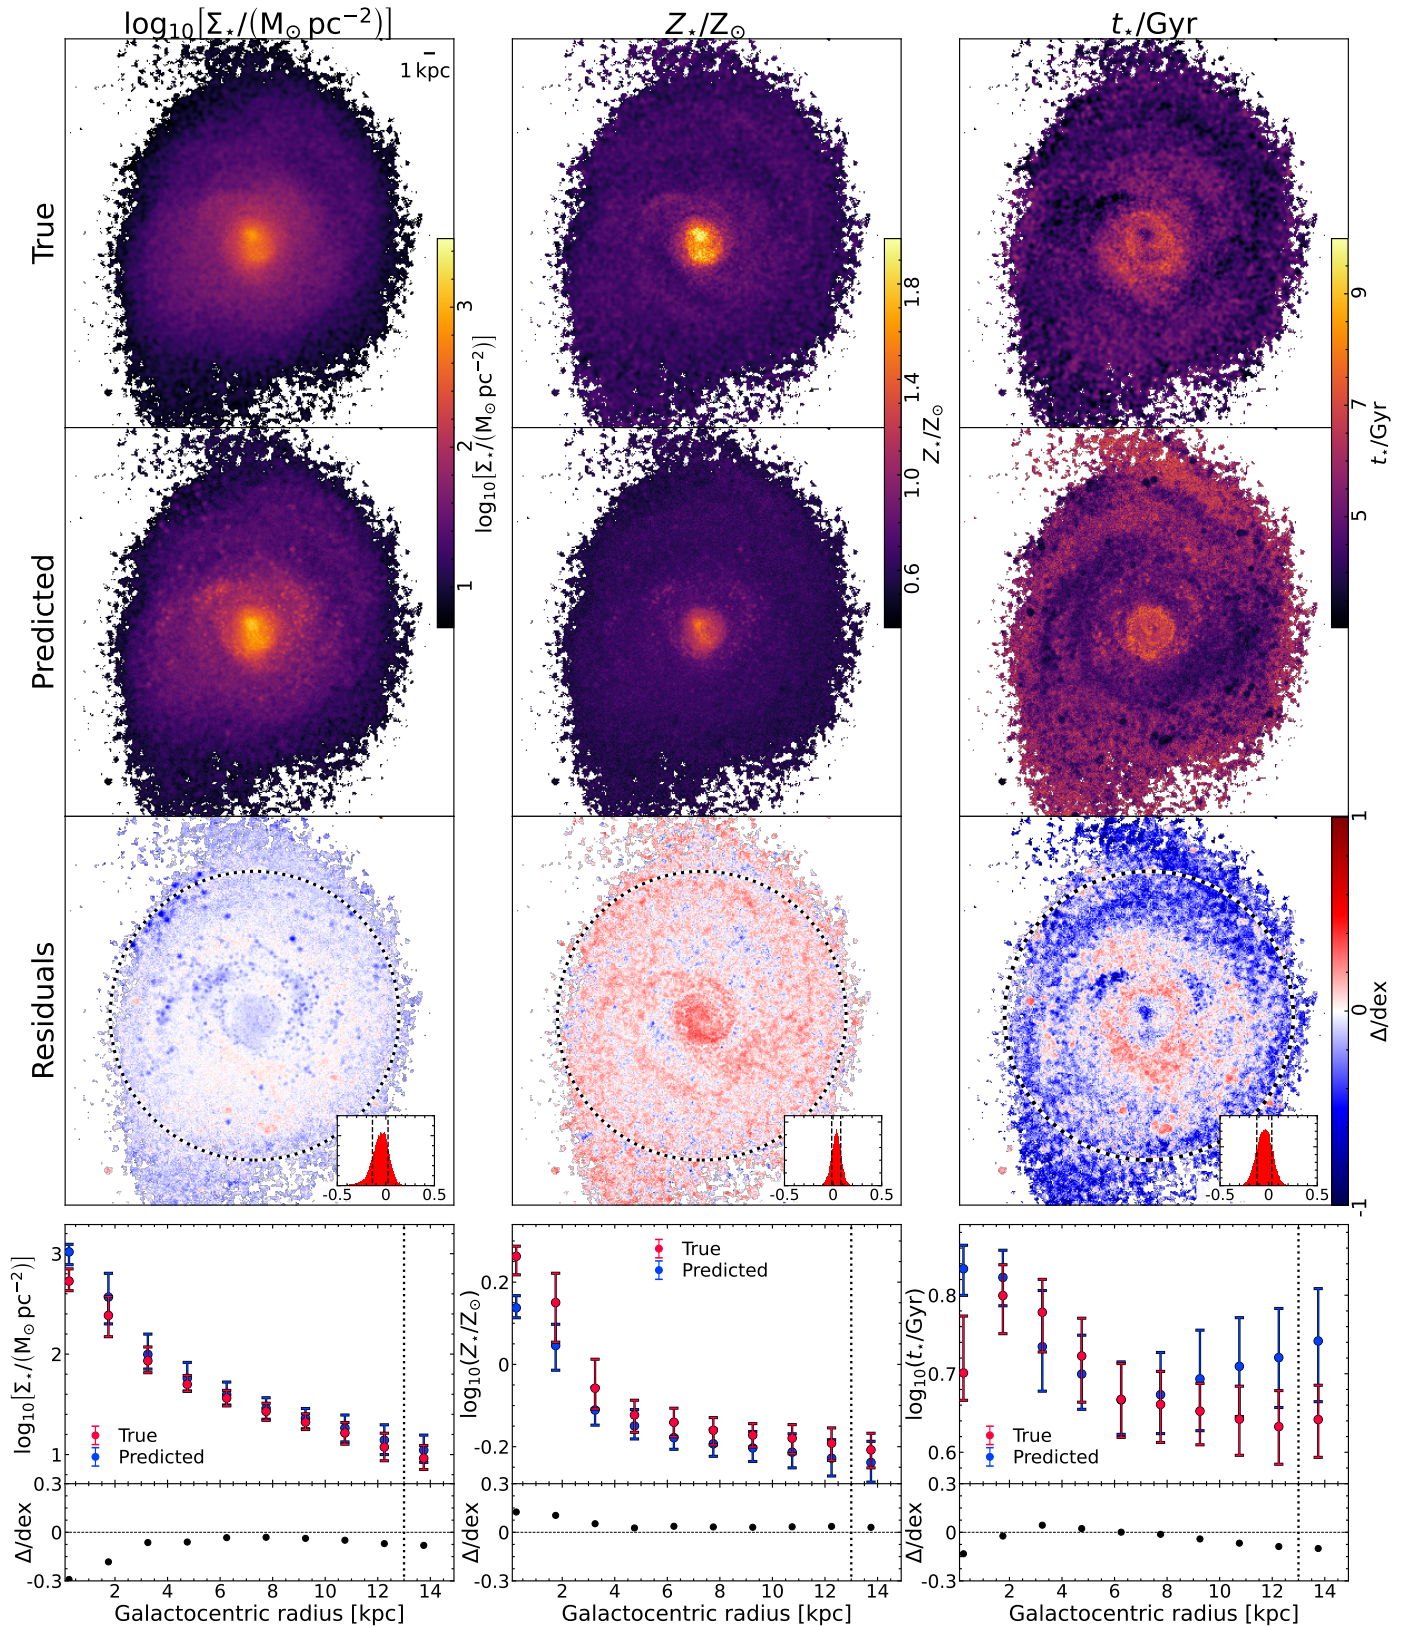 log₁₀[Σ⋆/(M⊙ pc⁻²)] Z⋆/Z⊙ t⋆/Gyr
1 kpc
True
3
2
1
log₁₀[Σ⋆/(M⊙ pc⁻²)]
1.8
1.4
1.0
0.6
Z⋆/Z⊙
9
7
5
t⋆/Gyr
Predicted
Residuals
-0.5 0 0.5
-0.5 0 0.5
-0.5 0 0.5
1
0
-1
Δ/dex
log₁₀[Σ⋆/(M⊙ pc⁻²)]
3
2
1
True
Predicted
log₁₀(Z⋆/Z⊙)
0.2
0
-0.2
True
Predicted
log₁₀(t⋆/Gyr)
0.8
0.7
0.6
True
Predicted
Δ/dex
0.3
0
-0.3
2 4 6 8 10 12 14
Galactocentric radius [kpc]
Δ/dex
0.3
0
-0.3
2 4 6 8 10 12 14
Galactocentric radius [kpc]
Δ/dex
0.3
0
-0.3
2 4 6 8 10 12 14
Galactocentric radius [kpc]